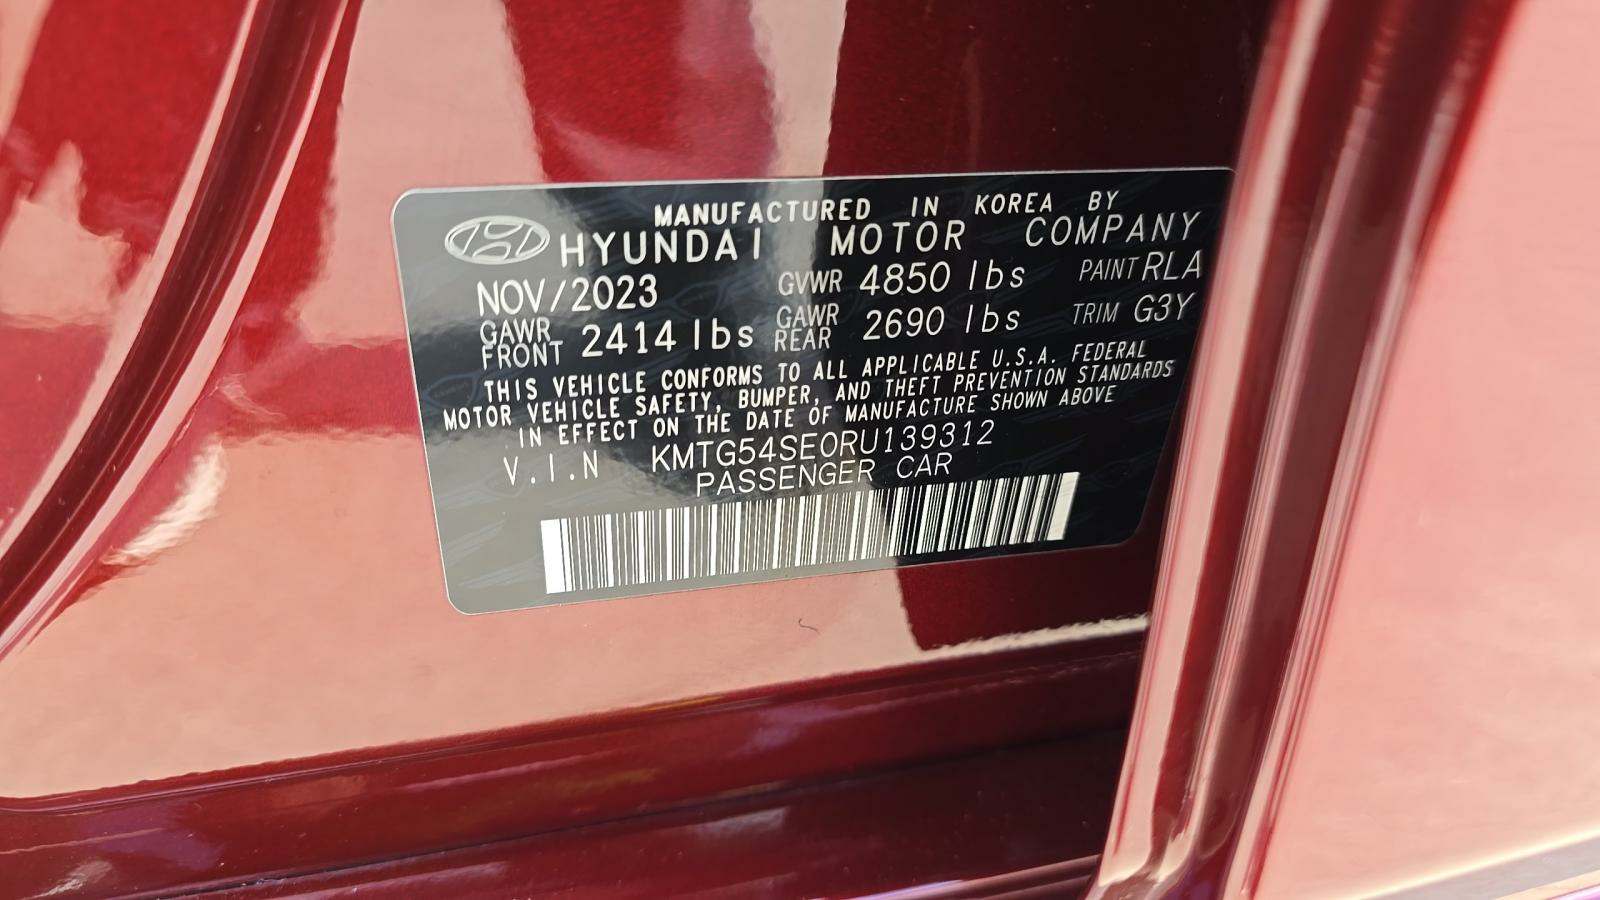 MANUFACTURED IN KOREA BY
HYUNDAI MOTOR COMPANY
NOV/2023 GVWR 4850 lbs PAINT RLA
GAWR FRONT 2414 lbs GAWR REAR 2690 lbs TRIM G3Y
THIS VEHICLE CONFORMS TO ALL APPLICABLE U.S.A. FEDERAL
MOTOR VEHICLE SAFETY, BUMPER, AND THEFT PREVENTION STANDARDS
IN EFFECT ON THE DATE OF MANUFACTURE SHOWN ABOVE
V.I.N KMTG54SE0RU139312
PASSENGER CAR